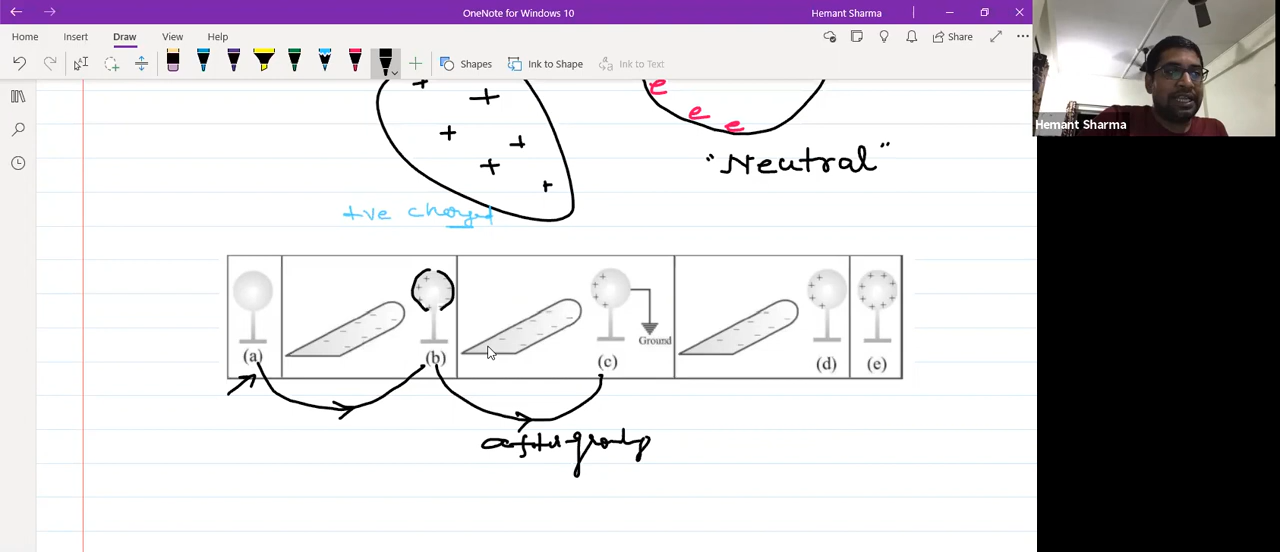 OneNote for Windows 10
Hemant Sharma
Home Insert Draw View Help
Share
Shapes
Ink to Shape
Ink to Text
Hemant Sharma
+ + + + + +
e e e
"Neutral"
+ve charged
Ground
(a) (b) (c) (d) (e)
after